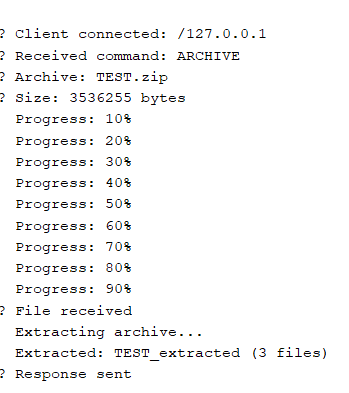 ? Client connected: /127.0.0.1
? Received command: ARCHIVE
? Archive: TEST.zip
? Size: 3536255 bytes
Progress: 10%
Progress: 20%
Progress: 30%
Progress: 40%
Progress: 50%
Progress: 60%
Progress: 70%
Progress: 80%
Progress: 90%
? File received
Extracting archive...
Extracted: TEST_extracted (3 files)
? Response sent